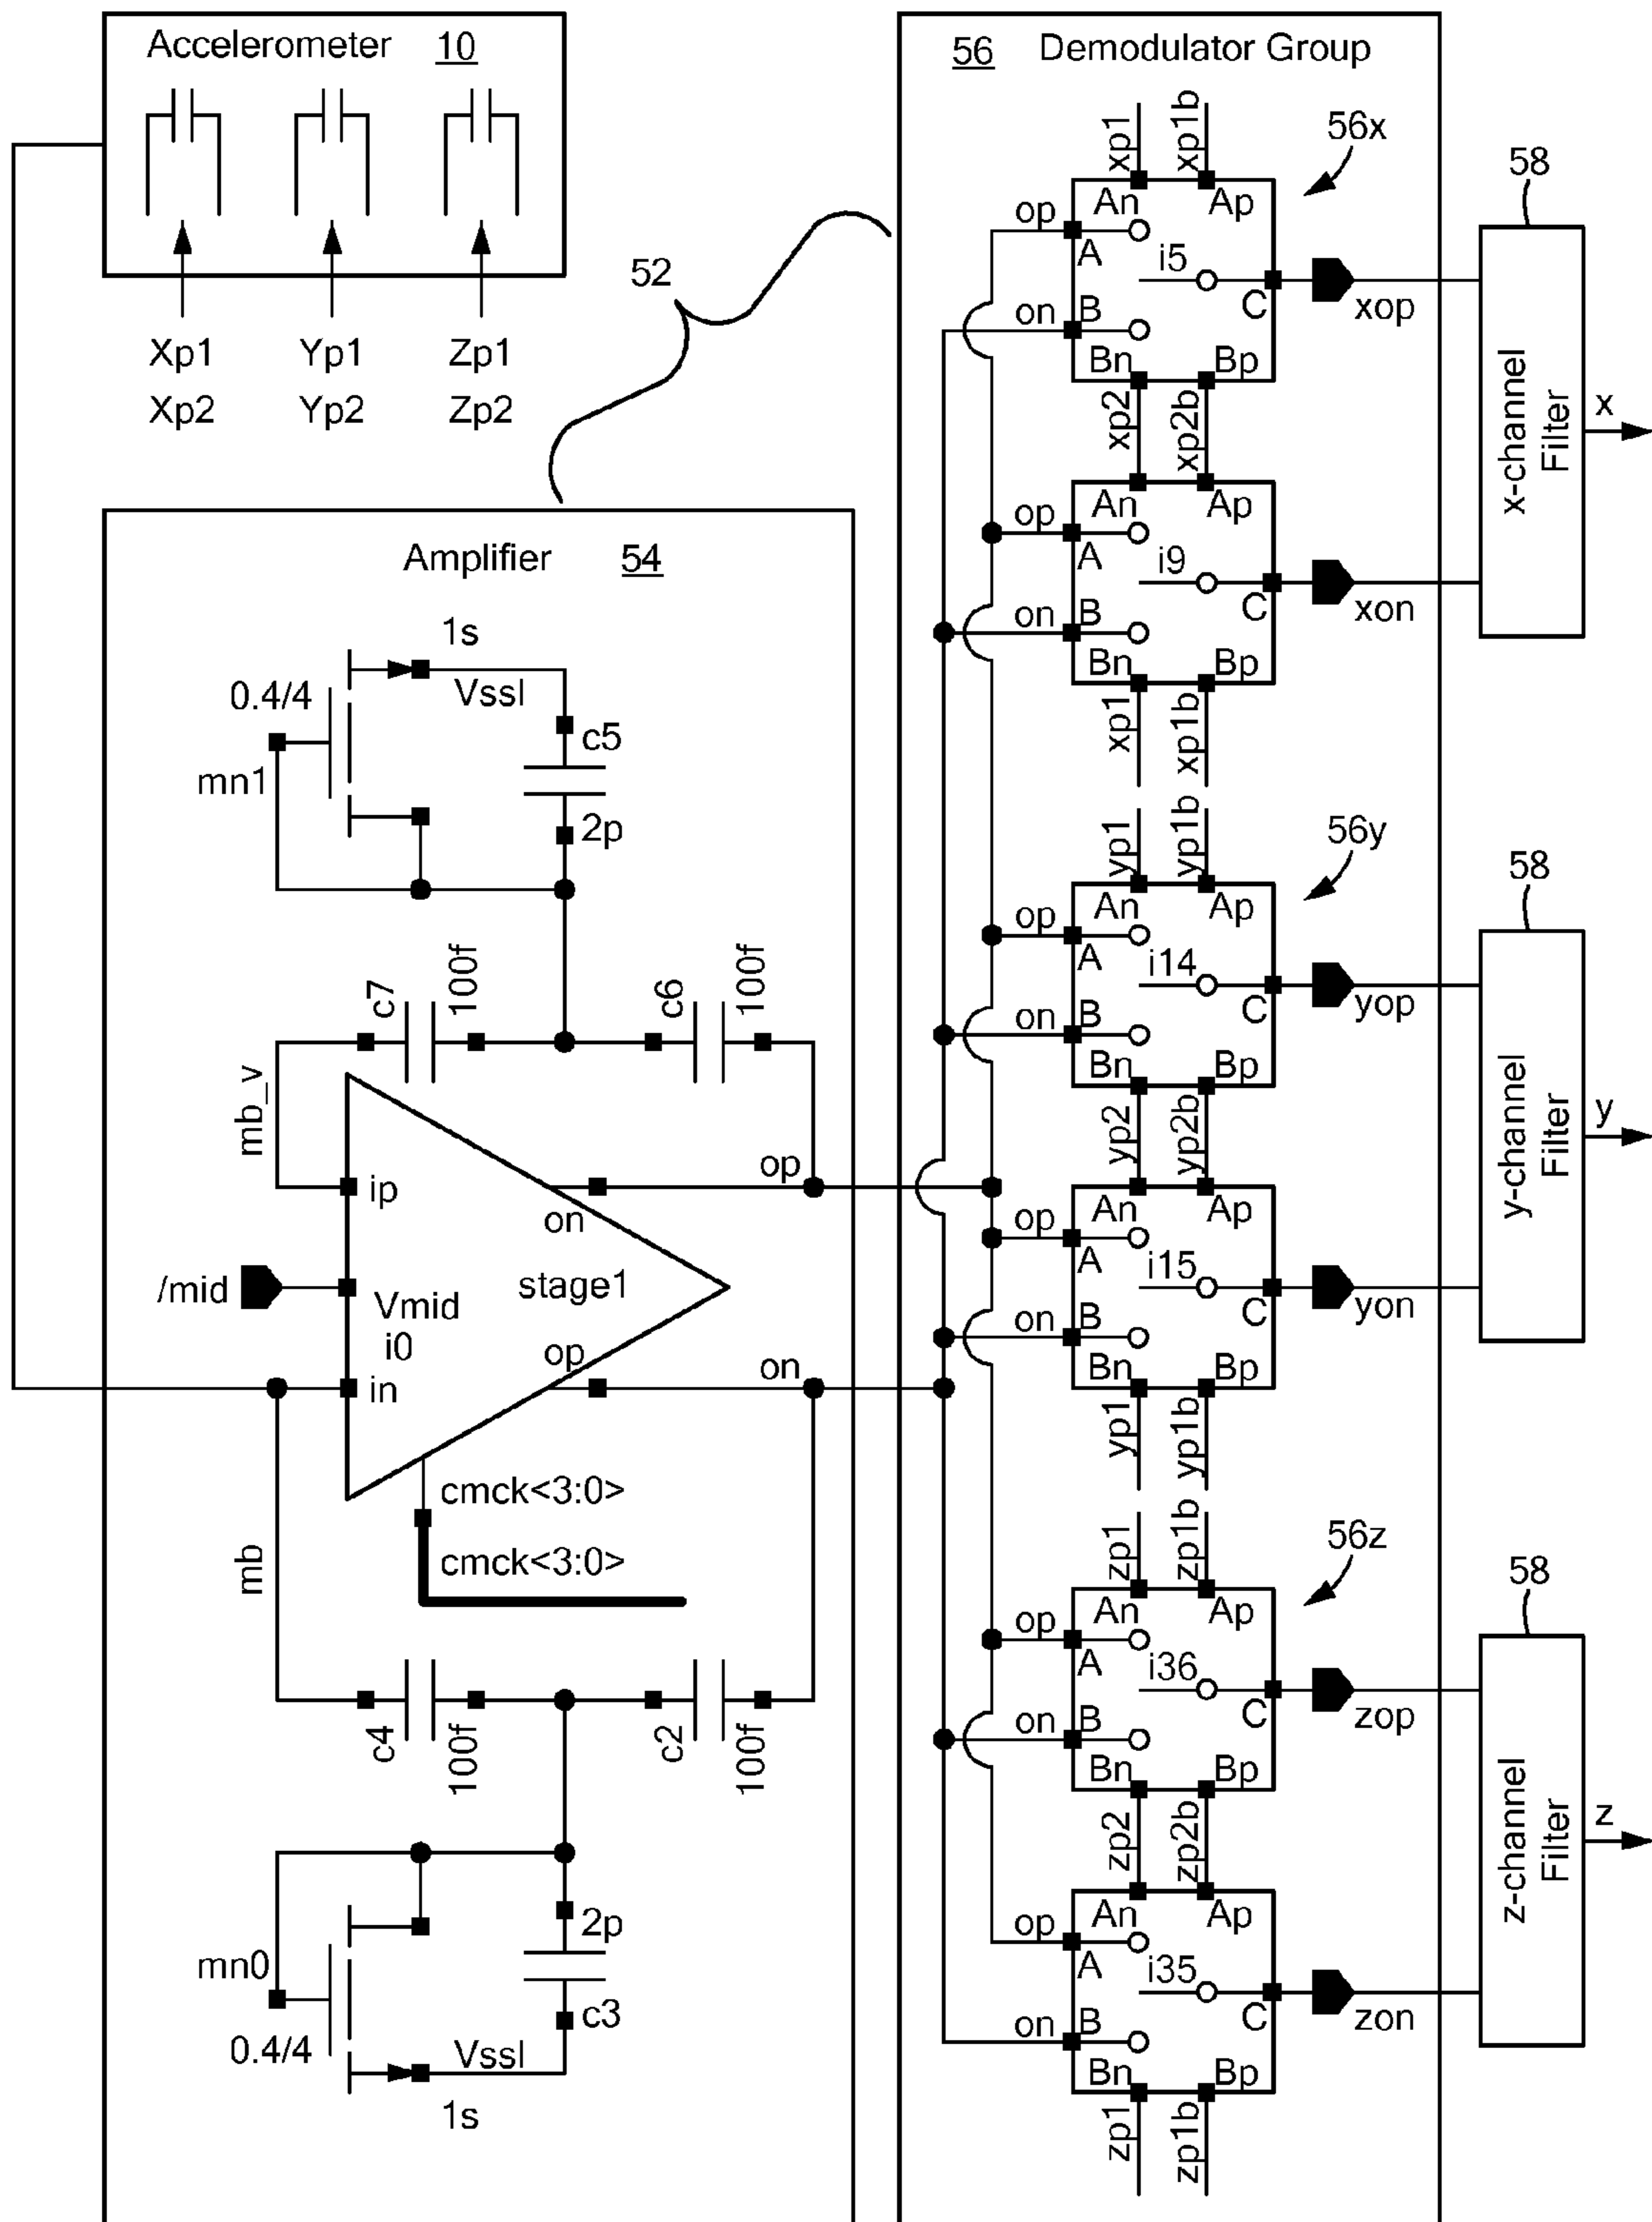 Accelerometer 10
Xp1 Yp1 Zp1
Xp2 Yp2 Zp2
52
Amplifier 54
1s
0.4/4
Vssl
mn1
c5
2p
c7
100f
c6
100f
mb_v
ip
op
on
/mid
Vmid
stage1
i0
op
on
in
cmck<3:0>
cmck<3:0>
mb
c4
100f
c2
100f
mn0
2p
c3
0.4/4
Vssl
1s
56 Demodulator Group
xp1
xp1b
56x
op
An
Ap
A
i5
on
B
C
xop
Bn
Bp
xp2
xp2b
op
An
Ap
A
i9
on
B
C
xon
Bn
Bp
xp1
xp1b
58
x-channel
Filter
x
yp1
yp1b
56y
op
An
Ap
A
i14
on
B
C
yop
Bn
Bp
yp2
yp2b
op
An
Ap
A
i15
on
B
C
yon
Bn
Bp
yp1
yp1b
58
y-channel
Filter
y
zp1
zp1b
56z
op
An
Ap
A
i36
on
B
C
zop
Bn
Bp
zp2
zp2b
op
An
Ap
A
i35
on
B
C
zon
Bn
Bp
zp1
zp1b
58
z-channel
Filter
z